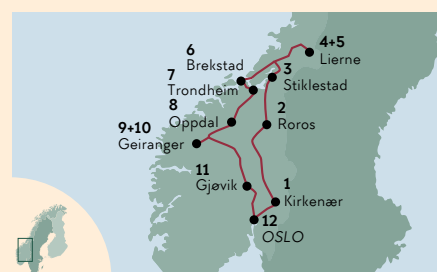 4+5
Lierne
6
Brekstad
3
Stiklestad
7
Trondheim
8
Oppdal
2
Roros
9+10
Geiranger
11
Gjøvik
1
Kirkenær
12
OSLO